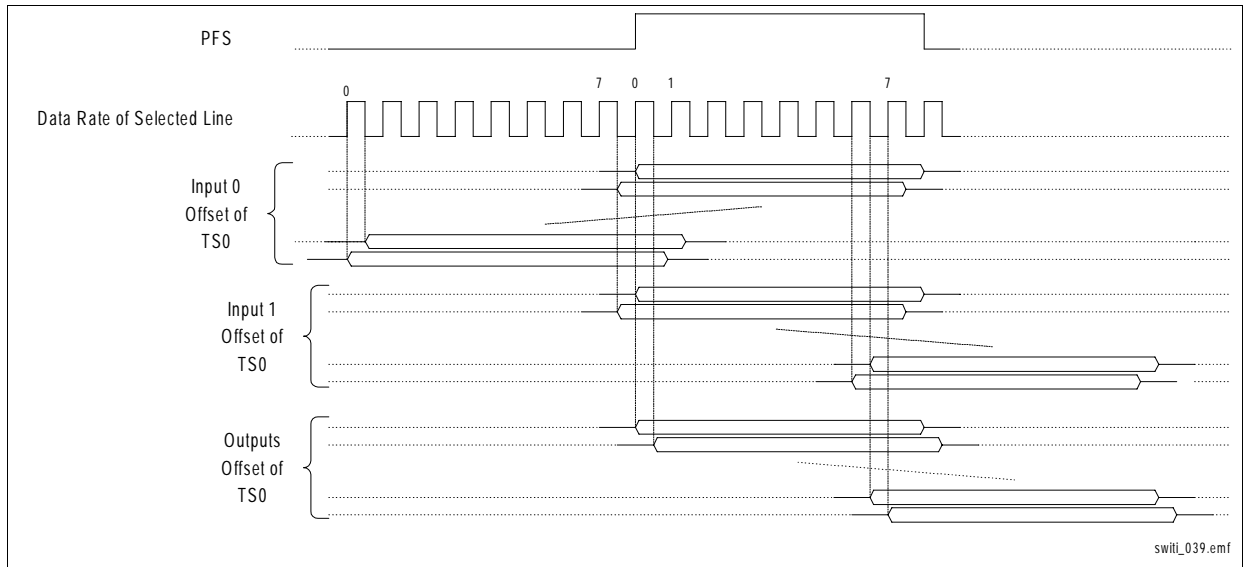 PFS
0 7 0 1 7
Data Rate of Selected Line
Input 0
Offset of
TS0
Input 1
Offset of
TS0
Outputs
Offset of
TS0
switi_039.emf